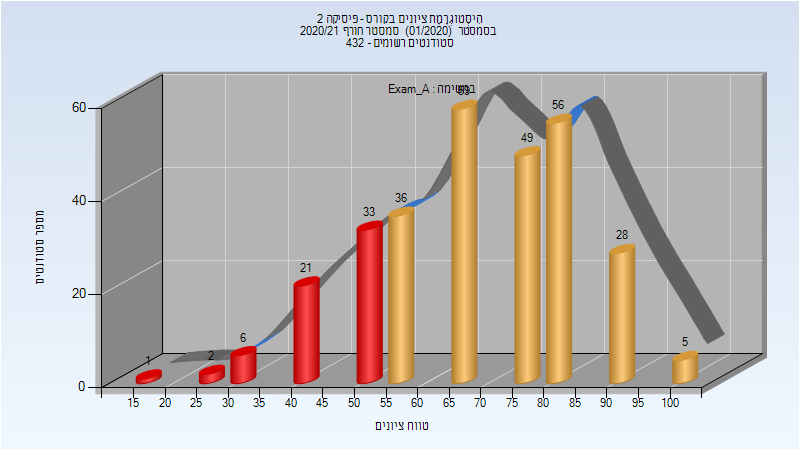 היסטוגרמת ציונים בקורס - פיסיקה 2
בסמסטר (01/2020) סמסטר חורף 2020/21
סטודנטים רשומים - 432
במשימה : Exam_A
מספר סטודנטים
60
40
20
0
1
2
6
21
33
36
59
49
56
28
5
15 20 25 30 35 40 45 50 55 60 65 70 75 80 85 90 95 100
טווח ציונים